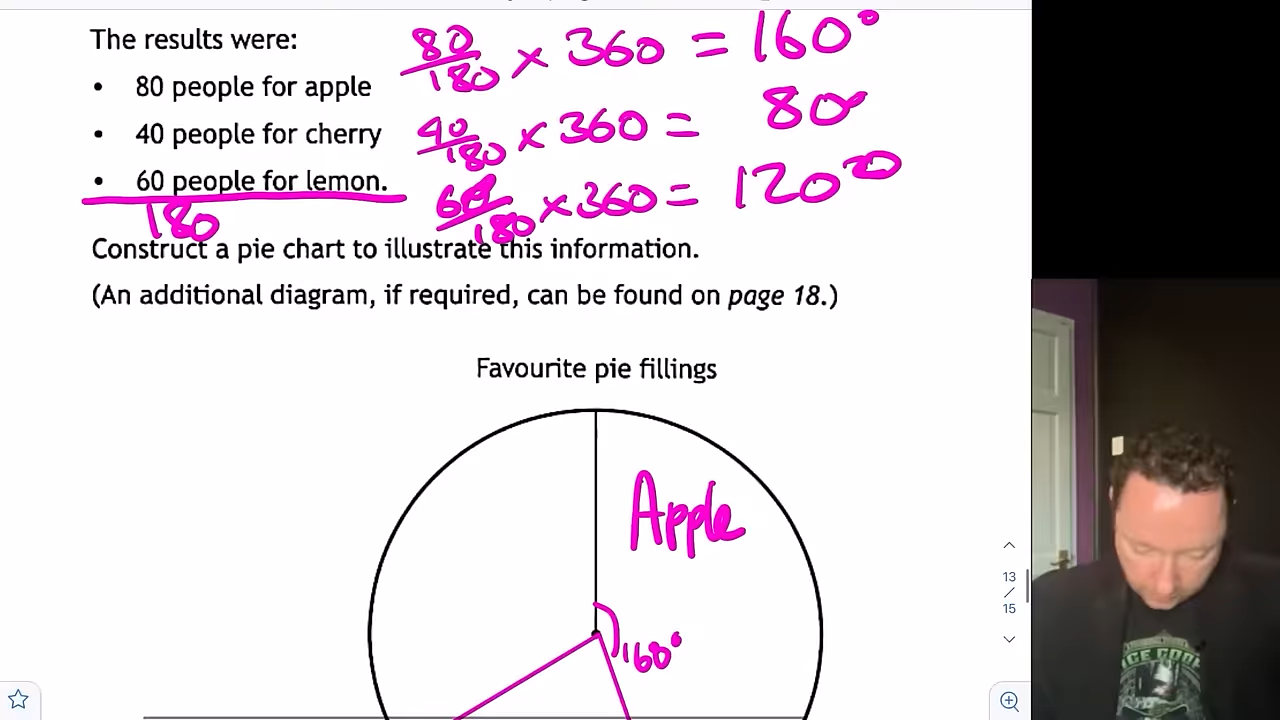 The results were:
80/180 × 360 = 160°
• 80 people for apple
• 40 people for cherry
40/180 × 360 = 80°
• 60 people for lemon.
60/180 × 360 = 120°
180
Construct a pie chart to illustrate this information.
(An additional diagram, if required, can be found on page 18.)
Favourite pie fillings
Apple
160°
13
/
15